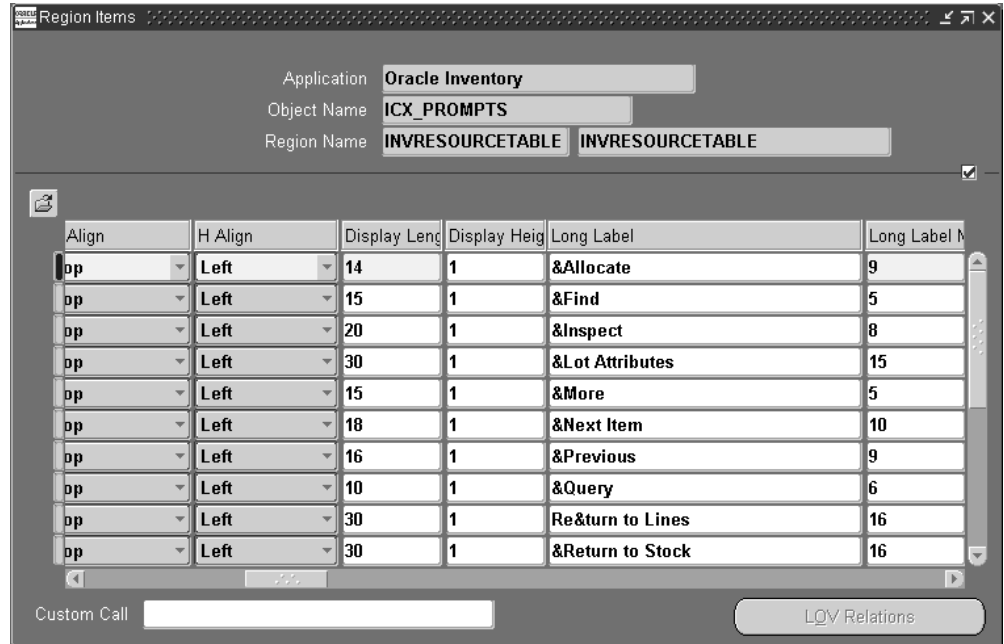 Region Items
Application Oracle Inventory
Object Name ICX_PROMPTS
Region Name INVRESOURCETABLE INVRESOURCETABLE
Align H Align Display Leng Display Heig Long Label Long Label M
op Left 14 1 &Allocate 9
op Left 15 1 &Find 5
op Left 20 1 &Inspect 8
op Left 30 1 &Lot Attributes 15
op Left 15 1 &More 5
op Left 18 1 &Next Item 10
op Left 16 1 &Previous 9
op Left 10 1 &Query 6
op Left 30 1 Re&turn to Lines 16
op Left 30 1 &Return to Stock 16
Custom Call LOV Relations